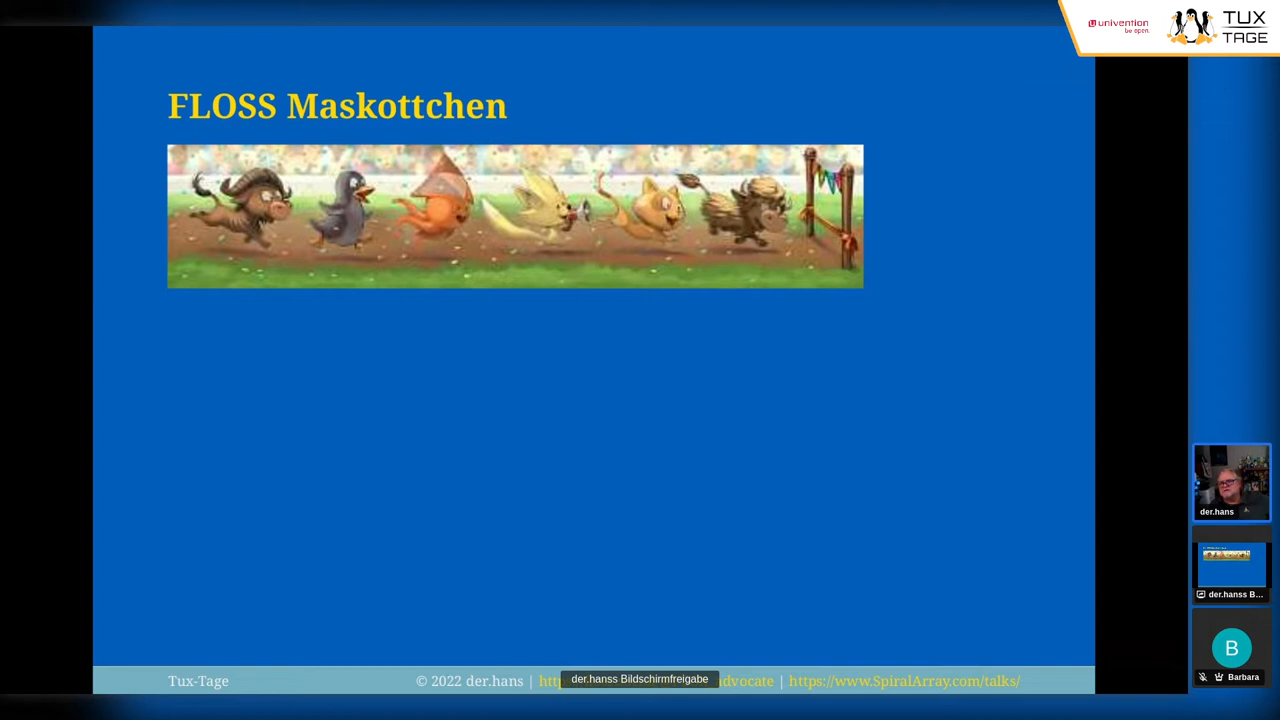 univention
be open.
TUX
TAGE
FLOSS Maskottchen
der.hans
der.hanss B...
B
Barbara
Tux-Tage
© 2022 der.hans | http
der.hanss Bildschirmfreigabe
advocate | https://www.SpiralArray.com/talks/